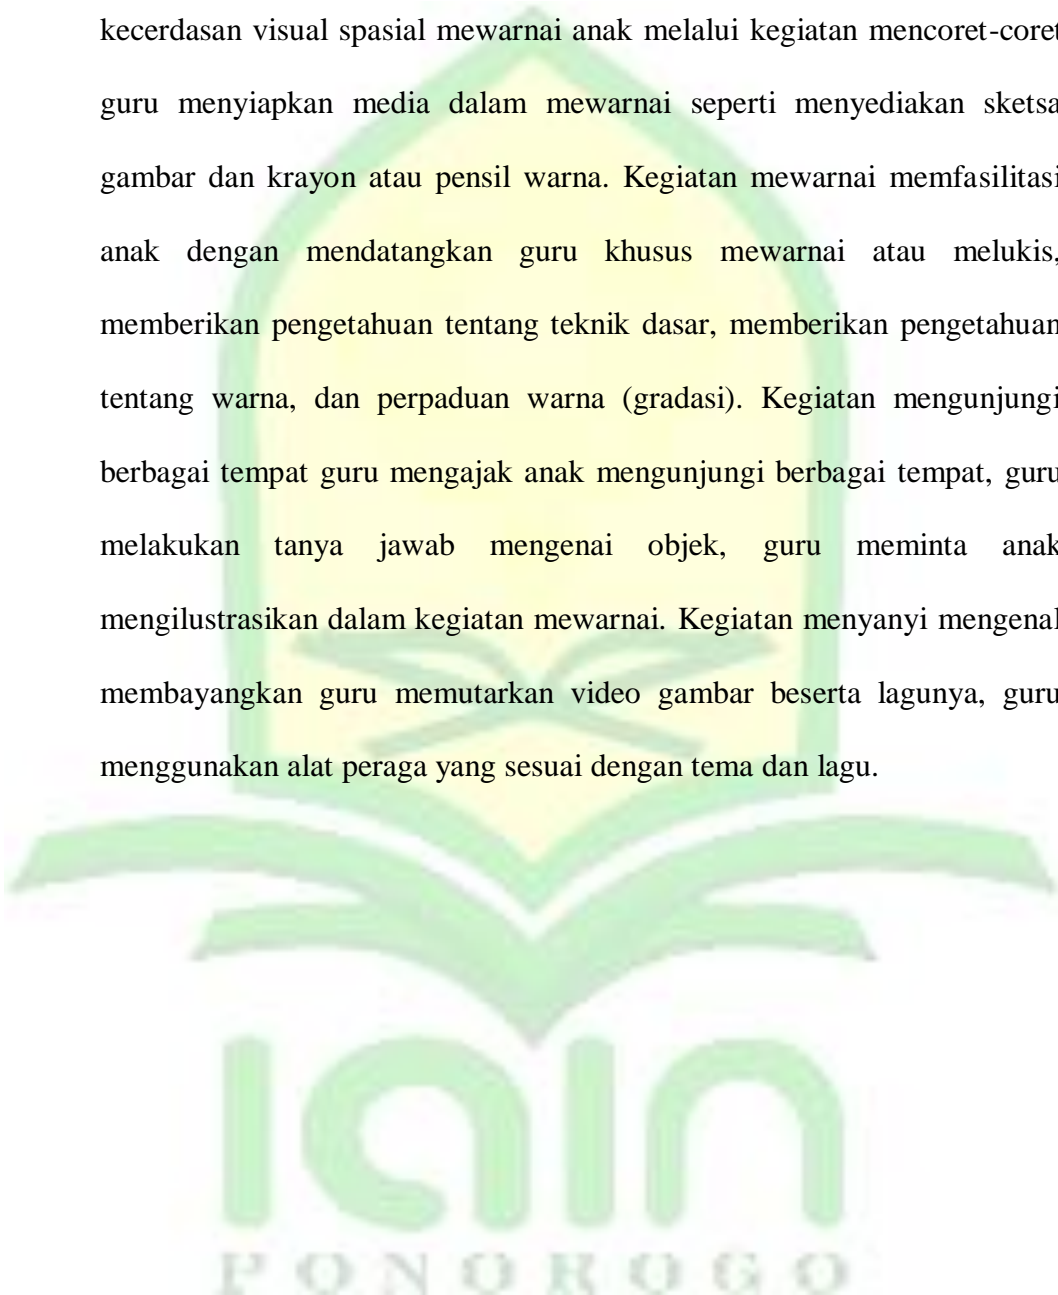 kecerdasan visual spasial mewarnai anak melalui kegiatan mencoret-coret
guru menyiapkan media dalam mewarnai seperti menyediakan sketsa
gambar dan krayon atau pensil warna. Kegiatan mewarnai memfasilitasi
anak dengan mendatangkan guru khusus mewarnai atau melukis,
memberikan pengetahuan tentang teknik dasar, memberikan pengetahuan
tentang warna, dan perpaduan warna (gradasi). Kegiatan mengunjungi
berbagai tempat guru mengajak anak mengunjungi berbagai tempat, guru
melakukan tanya jawab mengenai objek, guru meminta anak
mengilustrasikan dalam kegiatan mewarnai. Kegiatan menyanyi mengenal
membayangkan guru memutarkan video gambar beserta lagunya, guru
menggunakan alat peraga yang sesuai dengan tema dan lagu.
iain
PONOROGO